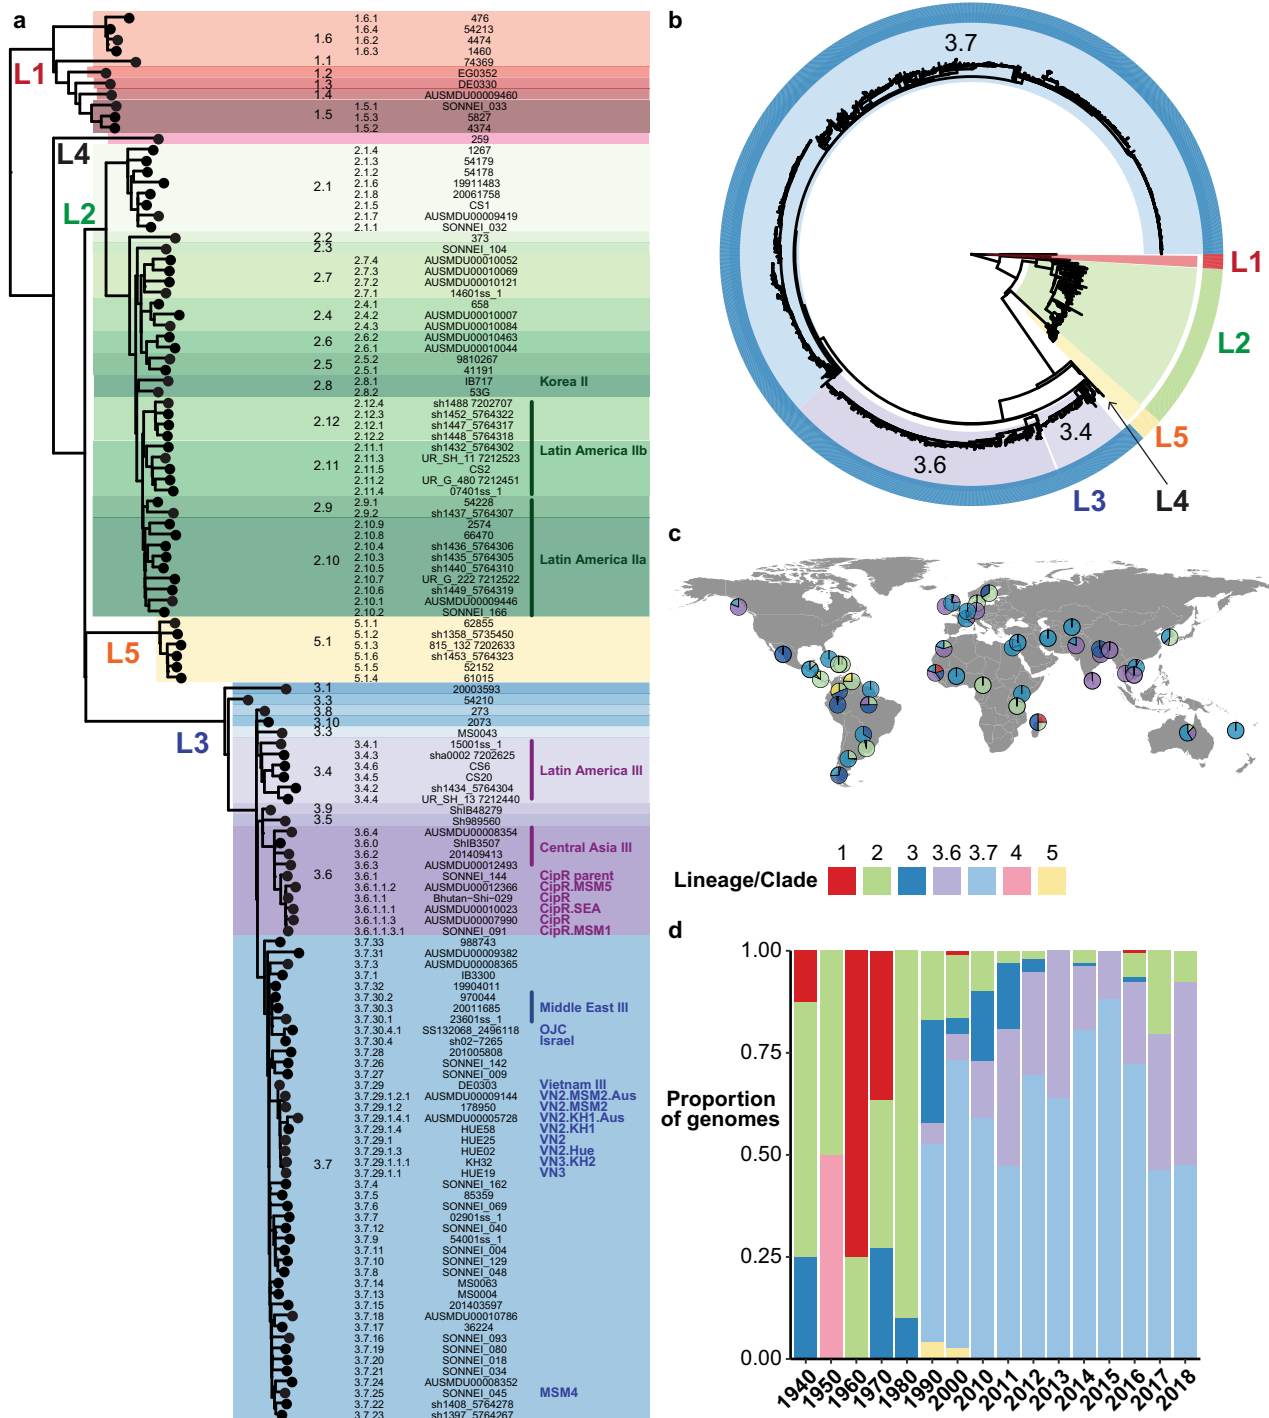 a
L1
L4
L2
L5
L3
1.6.1 476
1.6.4 54213
1.6
1.6.2 4474
1.6.3 1460
1.1 74369
1.2 EG0352
1.3 DE0330
1.4 AUSMDU00009460
1.5.1 SONNEI_033
1.5
1.5.3 5827
1.5.2 4374
259
2.1.4 1267
2.1.3 54179
2.1.2 54178
2.1
2.1.6 19911483
2.1.8 20061758
2.1.5 CS1
2.1.7 AUSMDU00009419
2.1.1 SONNEI_032
2.2 373
2.3 SONNEI_104
2.7.4 AUSMDU00010052
2.7.3 AUSMDU00010069
2.7
2.7.2 AUSMDU00010121
2.7.1 14601ss_1
2.4.1 658
2.4 2.4.2 AUSMDU00010007
2.4.3 AUSMDU00010084
2.6.2 AUSMDU00010463
2.6
2.6.1 AUSMDU00010044
2.5.2 9810267
2.5
2.5.1 41191
2.8.1 IB717 Korea II
2.8
2.8.2 53G
2.12.4 sh1488 7202707
2.12.3 sh1452_5764322
2.12
2.12.1 sh1447_5764317
2.12.2 sh1448_5764318
2.11.1 sh1432_5764302 Latin America IIb
2.11.3 UR_SH_11 7212523
2.11
2.11.5 CS2
2.11.2 UR_G_480 7212451
2.11.4 07401ss_1
2.9.1 54228
2.9
2.9.2 sh1437_5764307
2.10.9 2574
2.10.8 66470
2.10.4 sh1436_5764306
2.10 2.10.3 sh1435_5764305 Latin America IIa
2.10.5 sh1440_5764310
2.10.7 UR_G_222 7212522
2.10.6 sh1449_5764319
2.10.1 AUSMDU00009446
2.10.2 SONNEI_166
5.1.1 62855
5.1.2 sh1358_5735450
5.1 5.1.3 815_132 7202633
5.1.6 sh1453_5764323
5.1.5 52152
5.1.4 61015
3.1 20003593
3.3 54210
3.8 273
3.10 2073
3.3 MS0043
3.4.1 15001ss_1
3.4.3 sha0002 7202625
3.4 3.4.6 CS6 Latin America III
3.4.5 CS20
3.4.2 sh1434_5764304
3.4.4 UR_SH_13 7212440
3.9 ShIB48279
3.5 Sh989560
3.6.4 AUSMDU00008354
3.6.0 ShIB3507 Central Asia III
3.6.2 201409413
3.6.3 AUSMDU00012493
3.6 3.6.1 SONNEI_144 CipR parent
3.6.1.1.2 AUSMDU00012366 CipR.MSM5
3.6.1.1 Bhutan−Shi−029 CipR
3.6.1.1.1 AUSMDU00010023 CipR.SEA
3.6.1.1.3 AUSMDU00007990 CipR
3.6.1.1.3.1 SONNEI_091 CipR.MSM1
3.7.33 988743
3.7.31 AUSMDU00009382
3.7.3 AUSMDU00008365
3.7.1 IB3300
3.7.32 19904011
3.7.30.2 970044
3.7.30.3 20011685 Middle East III
3.7.30.1 23601ss_1
3.7.30.4.1 SS132068_2496118 OJC
3.7.30.4 sh02-7265 Israel
3.7.28 201005808
3.7.26 SONNEI_142
3.7.27 SONNEI_009
3.7.29 DE0303 Vietnam III
3.7.29.1.2.1 AUSMDU00009144 VN2.MSM2.Aus
3.7.29.1.2 178950 VN2.MSM2
3.7.29.1.4.1 AUSMDU00005728 VN2.KH1.Aus
3.7.29.1.4 HUE58 VN2.KH1
3.7.29.1 HUE25 VN2
3.7.29.1.3 HUE02 VN2.Hue
3.7 3.7.29.1.1.1 KH32 VN3.KH2
3.7.29.1.1 HUE19 VN3
3.7.4 SONNEI_162
3.7.5 85359
3.7.6 SONNEI_069
3.7.7 02901ss_1
3.7.12 SONNEI_040
3.7.9 54001ss_1
3.7.11 SONNEI_004
3.7.10 SONNEI_129
3.7.8 SONNEI_048
3.7.14 MS0063
3.7.13 MS0004
3.7.15 201403597
3.7.18 AUSMDU00010786
3.7.17 36224
3.7.16 SONNEI_093
3.7.19 SONNEI_080
3.7.20 SONNEI_018
3.7.21 SONNEI_034
3.7.24 AUSMDU00008352
3.7.25 SONNEI_045 MSM4
3.7.22 sh1408_5764278
3.7.23 sh1397_5764267
b
3.7
L1
L2
L5
3.4
3.6
L3
L4
c
1 2 3 3.6 3.7 4 5
Lineage/Clade
d
1.00
0.75
Proportion
of genomes
0.50
0.25
0.00
1940 1950 1960 1970 1980 1990 2000 2010 2011 2012 2013 2014 2015 2016 2017 2018